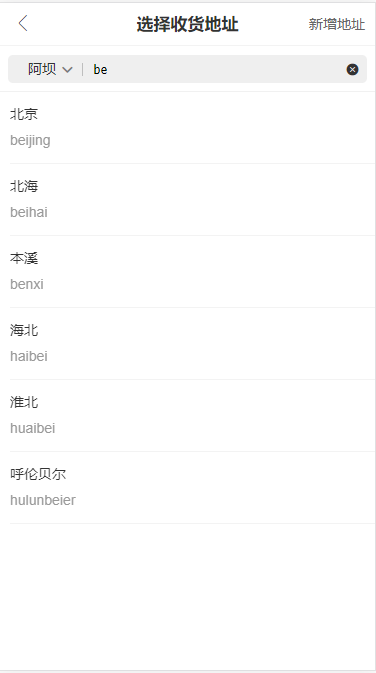 选择收货地址 新增地址
阿坝 be
北京
beijing
北海
beihai
本溪
benxi
海北
haibei
淮北
huaibei
呼伦贝尔
hulunbeier